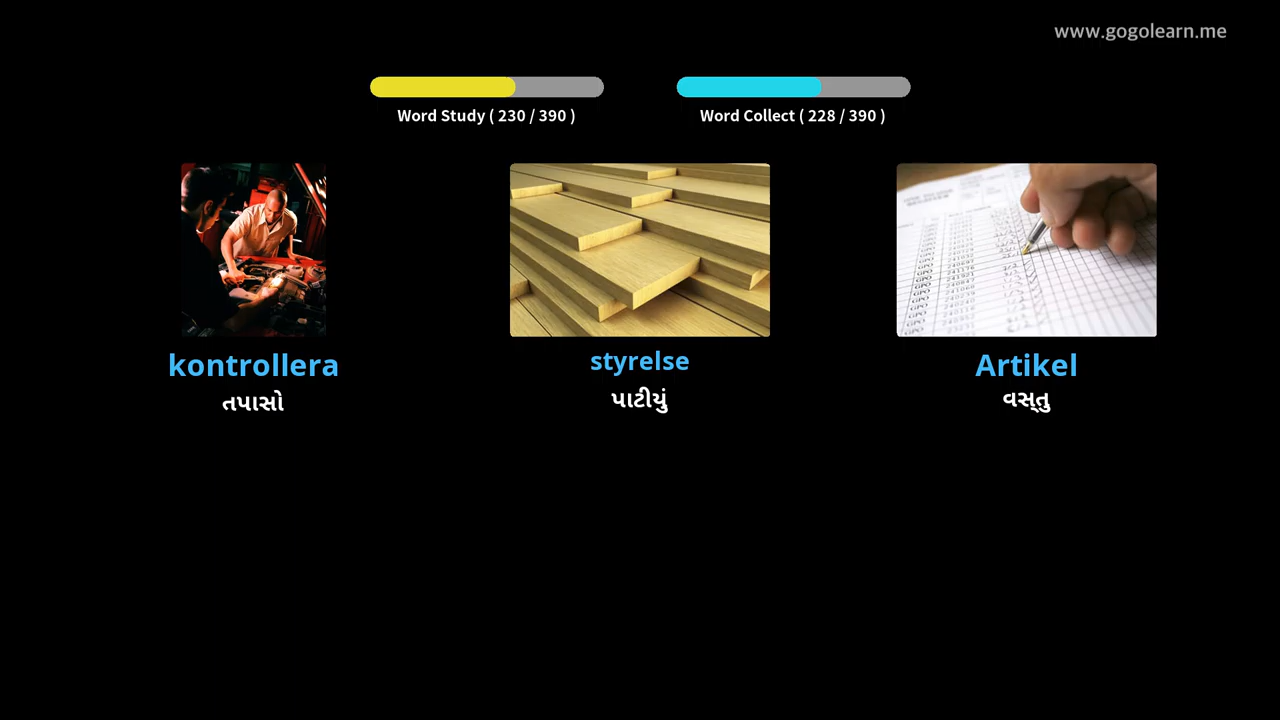 www.gogolearn.me
Word Study ( 230 / 390 )
Word Collect ( 228 / 390 )
kontrollera
styrelse
Artikel
તપાસો
પાટીયું
વસ્તુ